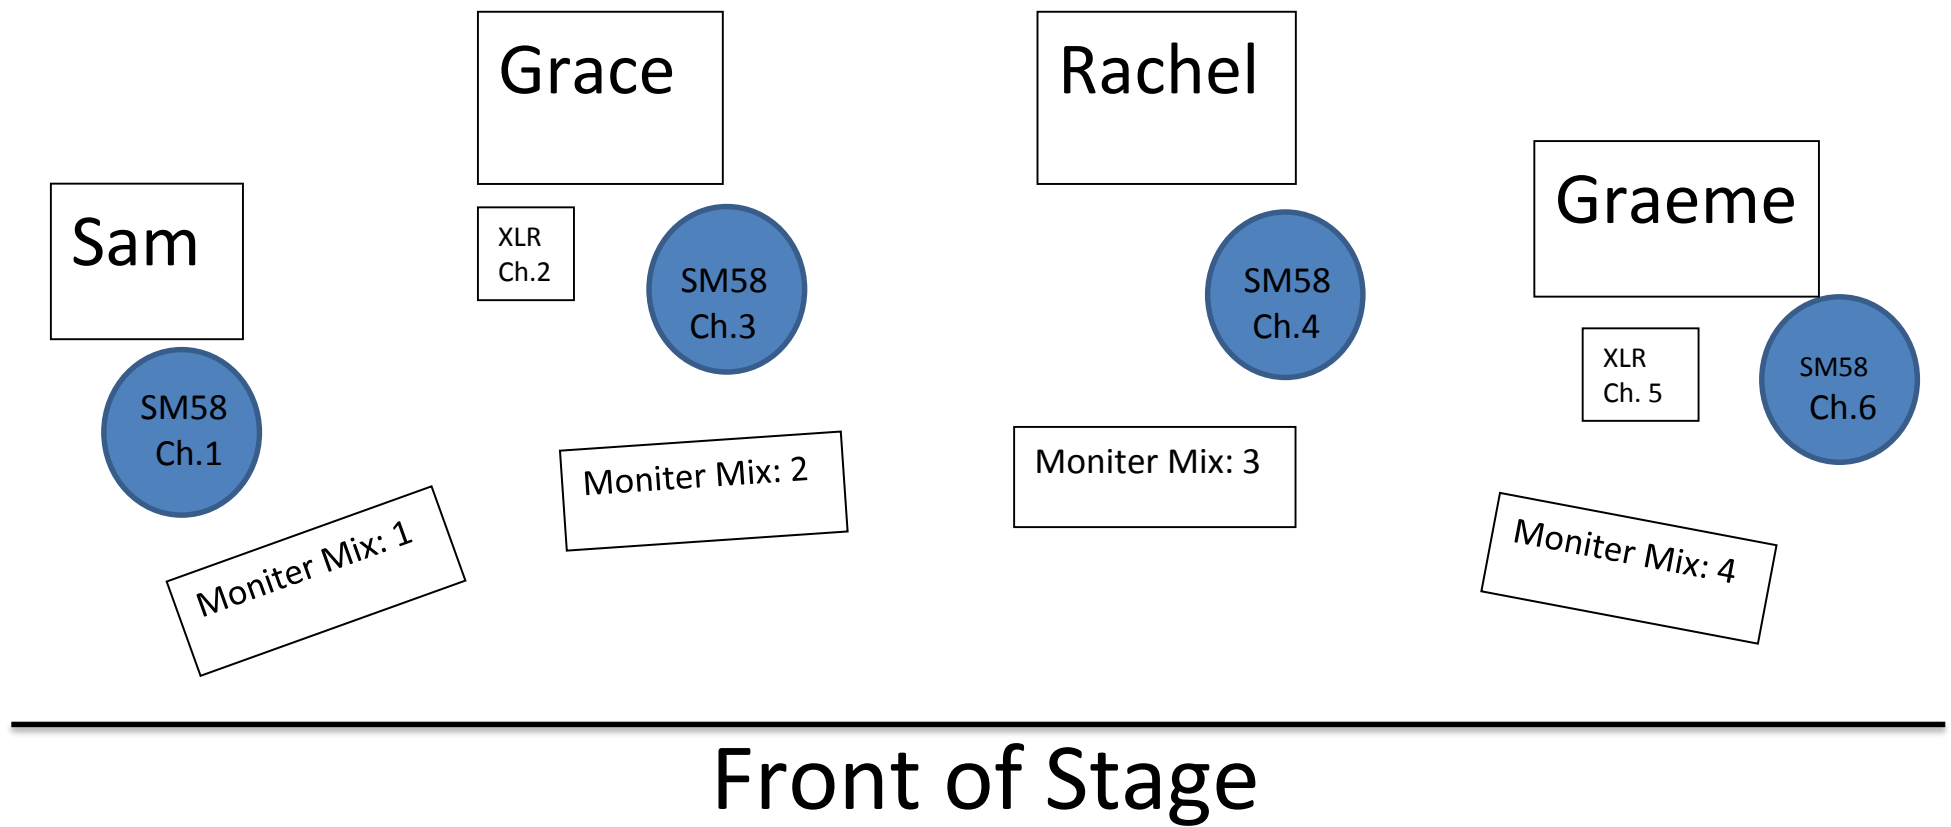 Grace
Rachel
Sam
Graeme
XLR
Ch.2
SM58
Ch.3
SM58
Ch.4
XLR
Ch. 5
SM58
Ch.6
SM58
Ch.1
Moniter Mix: 1
Moniter Mix: 2
Moniter Mix: 3
Moniter Mix: 4
Front of Stage